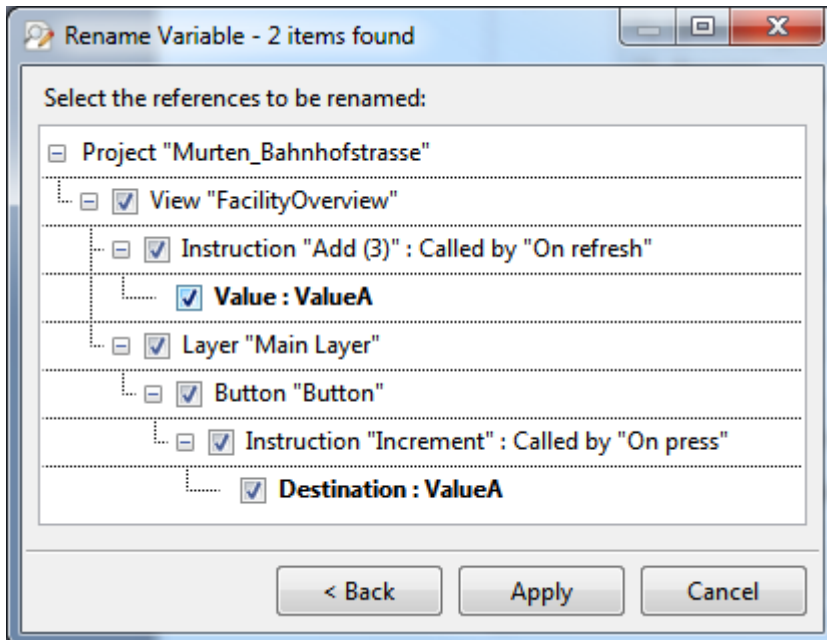 Rename Variable - 2 items found
Select the references to be renamed:
Project "Murten_Bahnhofstrasse"
View "FacilityOverview"
Instruction "Add (3)" : Called by "On refresh"
Value : ValueA
Layer "Main Layer"
Button "Button"
Instruction "Increment" : Called by "On press"
Destination : ValueA
< Back
Apply
Cancel